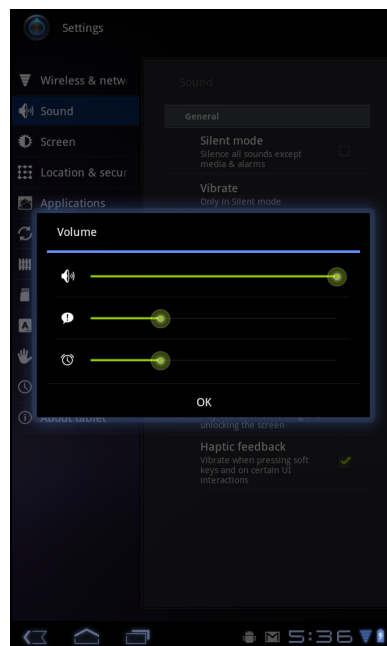 Settings
Wireless & netw
Sound
Sound
General
Screen
Silent mode
Silence all sounds except
media & alarms
Location & secur
Vibrate
Only in Silent mode
Applications
Volume
OK
About tablet
unlocking the screen
Haptic feedback
Vibrate when pressing soft
keys and on certain UI
Interactions
5:36